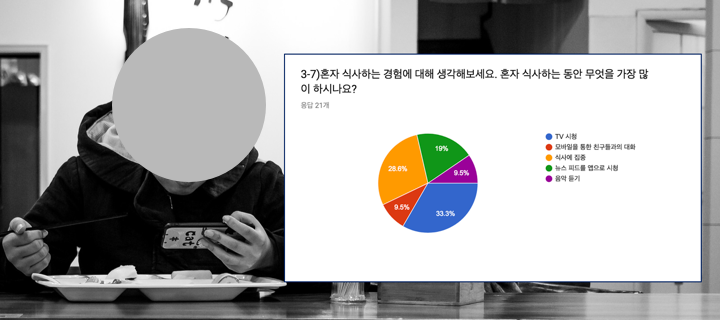 3-7)혼자 식사하는 경험에 대해 생각해보세요. 혼자 식사하는 동안 무엇을 가장 많
이 하시나요?
응답 21개
TV 시청
모바일을 통한 친구들과의 대화
식사에 집중
뉴스 피드를 앱으로 시청
음악 듣기
19%
9.5%
28.6%
9.5%
33.3%
cat
#